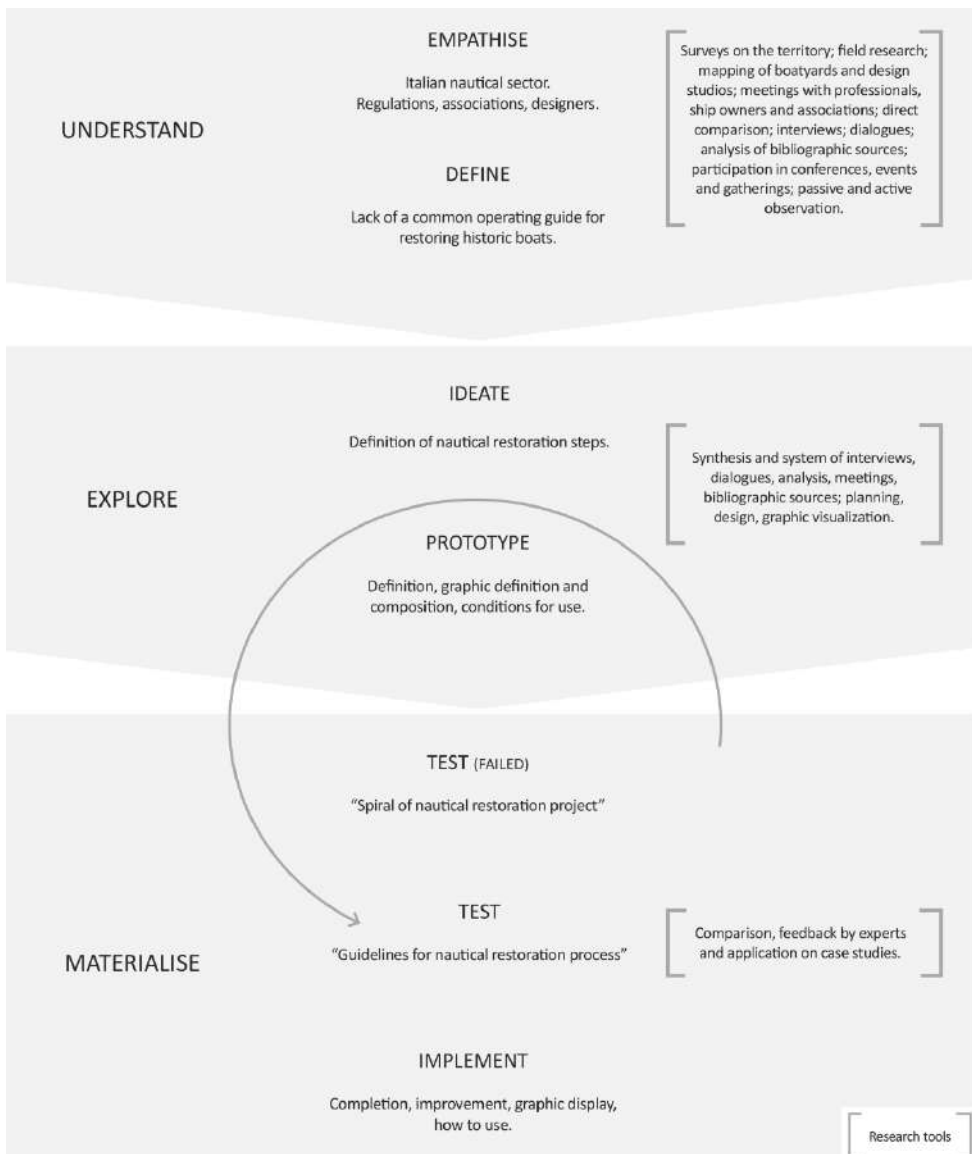 UNDERSTAND
EMPATHISE
Italian nautical sector.
Regulations, associations, designers.
DEFINE
Lack of a common operating guide for
restoring historic boats.
Surveys on the territory; field research;
mapping of boatyards and design
studios; meetings with professionals,
ship owners and associations; direct
comparison; interviews; dialogues;
analysis of bibliographic sources;
participation in conferences, events
and gatherings; passive and active
observation.
EXPLORE
IDEATE
Definition of nautical restoration steps.
PROTOTYPE
Definition, graphic definition and
composition, conditions for use.
Synthesis and system of interviews,
dialogues, analysis, meetings,
bibliographic sources; planning,
design, graphic visualization.
MATERIALISE
TEST (FAILED)
“Spiral of nautical restoration project”
TEST
“Guidelines for nautical restoration process”
Comparison, feedback by experts
and application on case studies.
IMPLEMENT
Completion, improvement, graphic display,
how to use.
Research tools